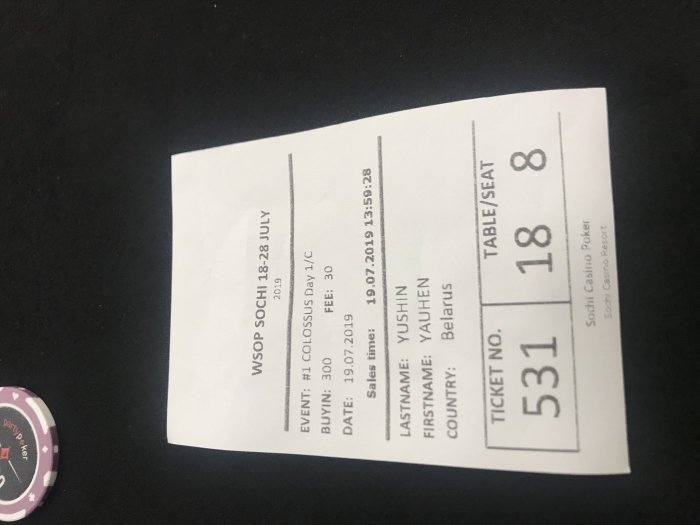 WSOP SOCHI 18-28 JULY
2019
EVENT: #1 COLOSSUS Day 1/C
BUYIN: 300 FEE: 30
DATE: 19.07.2019
Sales time: 19.07.2019 13:59:28
LASTNAME: YUSHIN
FIRSTNAME: YAUHEN
COUNTRY: Belarus
TICKET NO. TABLE/SEAT
531 18 8
Sochi Casino Poker
Sochi Casino Resort
partypoker